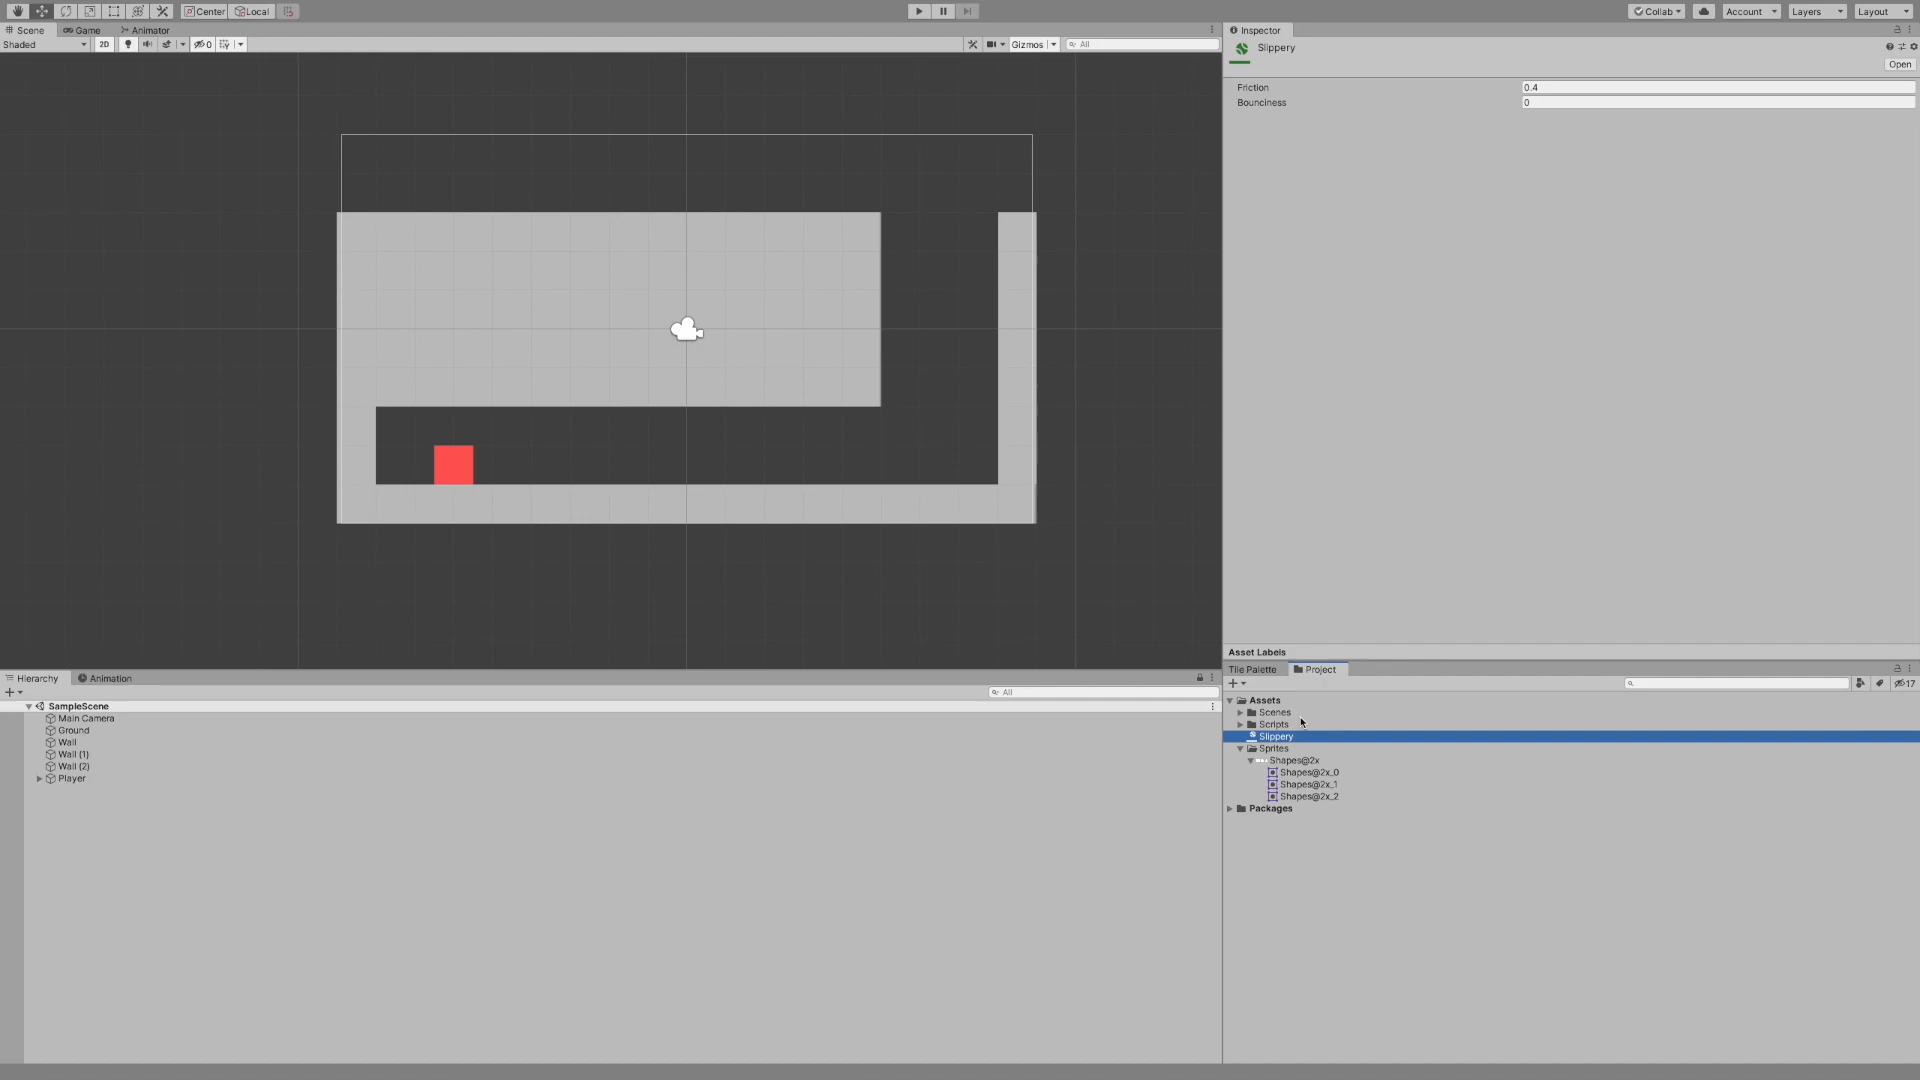 Center Local Collab Account Layers Layout
Scene Game Animator
Shaded 2D 0 Gizmos All
Inspector
Slippery
Open
Friction 0.4
Bounciness 0
Asset Labels
Tile Palette Project
17
Assets
Scenes
Scripts
Slippery
Sprites
Shapes@2x
Shapes@2x_0
Shapes@2x_1
Shapes@2x_2
Packages
Hierarchy Animation
All
SampleScene
Main Camera
Ground
Wall
Wall (1)
Wall (2)
Player